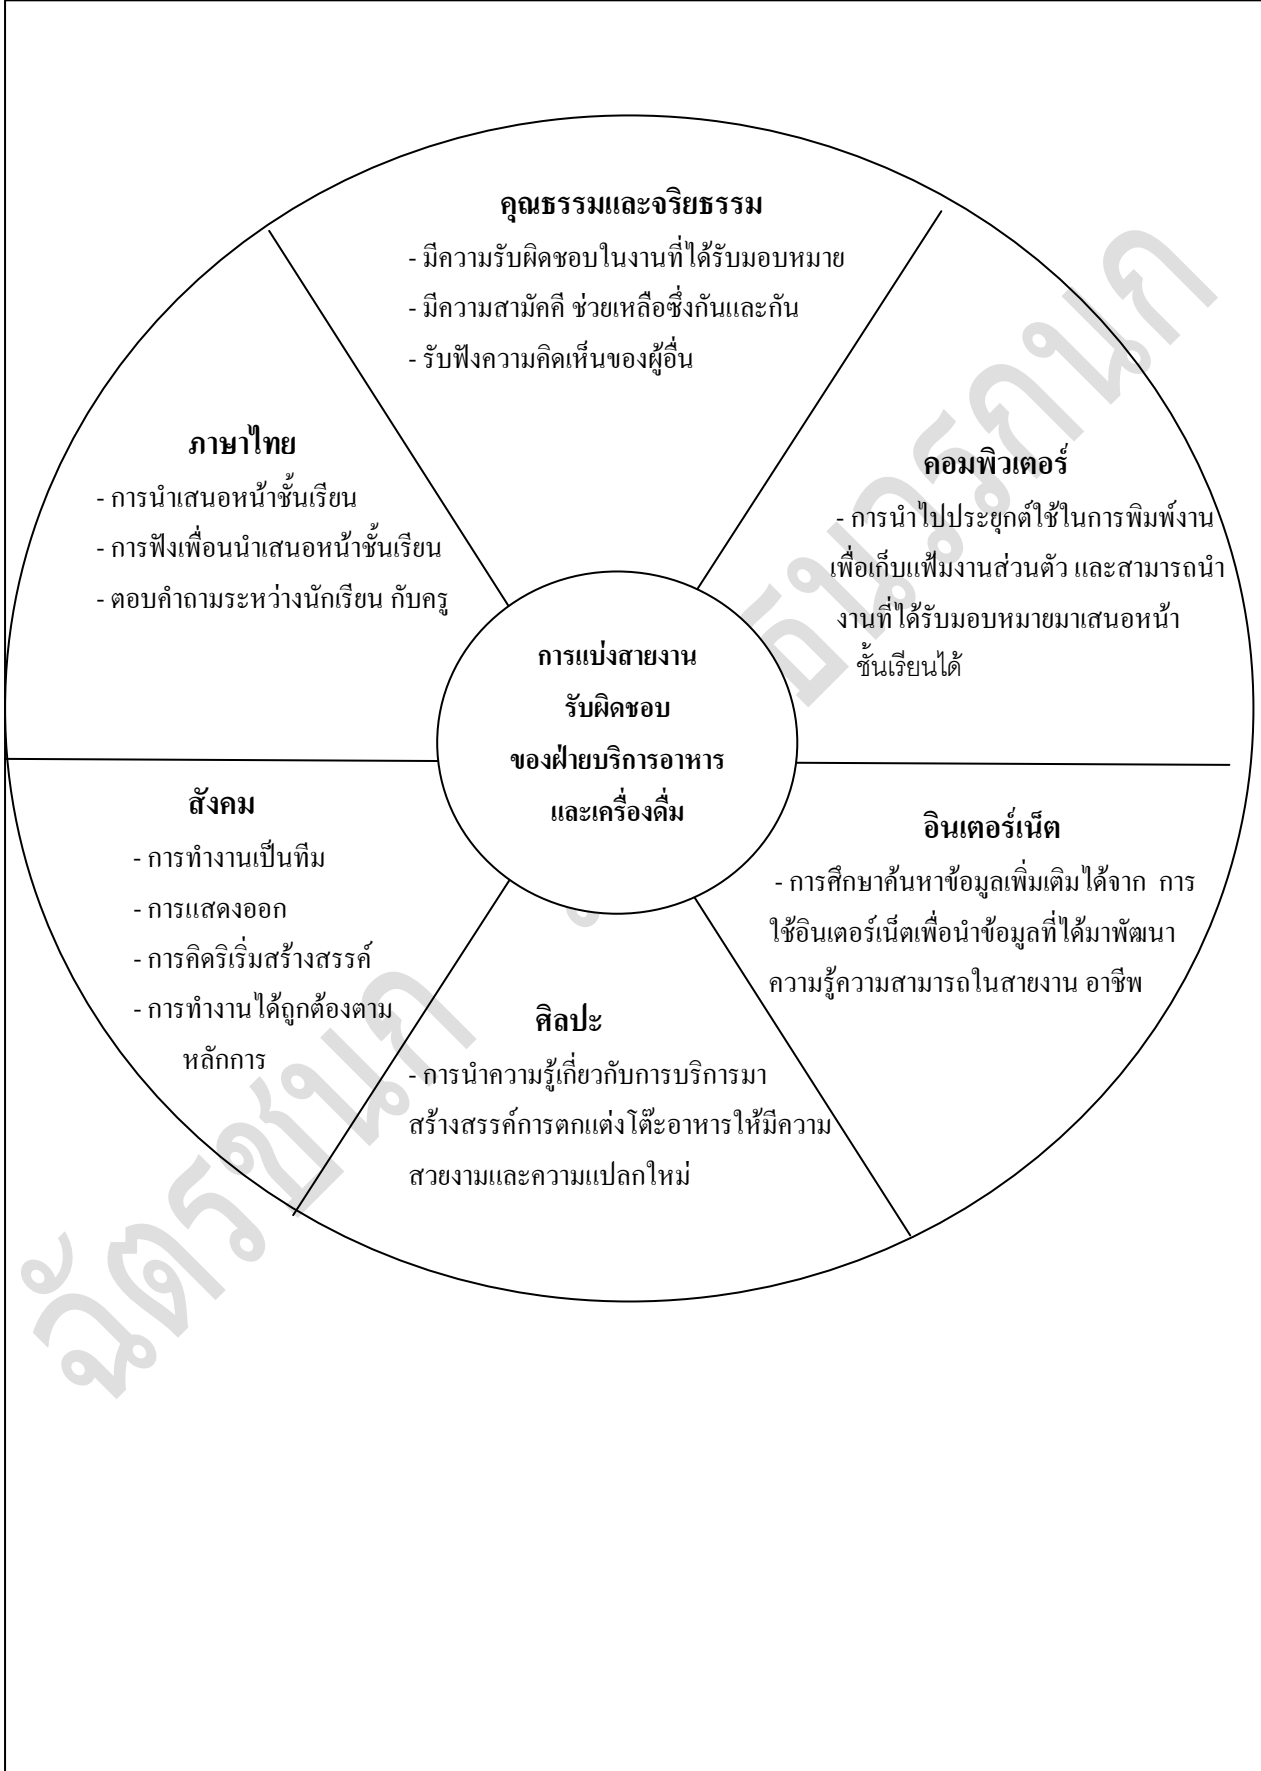 คุณธรรมและจริยธรรม
- มีความรับผิดชอบในงานที่ได้รับมอบหมาย
- มีความสามัคคี ช่วยเหลือซึ่งกันและกัน
- รับฟังความคิดเห็นของผู้อื่น
ภาษาไทย
- การนำเสนอหน้าชั้นเรียน
- การฟังเพื่อนนำเสนอหน้าชั้นเรียน
- ตอบคำถามระหว่างนักเรียน กับครู
คอมพิวเตอร์
- การนำไปประยุกต์ใช้ในการพิมพ์งาน
เพื่อเก็บแฟ้มงานส่วนตัว และสามารถนำ
งานที่ได้รับมอบหมายมาเสนอหน้า
ชั้นเรียนได้
การแบ่งสายงาน
รับผิดชอบ
ของฝ่ายบริการอาหาร
และเครื่องดื่ม
สังคม
- การทำงานเป็นทีม
- การแสดงออก
- การคิดริเริ่มสร้างสรรค์
- การทำงานได้ถูกต้องตาม
หลักการ
อินเตอร์เน็ต
- การศึกษาค้นหาข้อมูลเพิ่มเติมได้จาก การ
ใช้อินเตอร์เน็ตเพื่อนำข้อมูลที่ได้มาพัฒนา
ความรู้ความสามารถในสายงาน อาชีพ
ศิลปะ
- การนำความรู้เกี่ยวกับการบริการมา
สร้างสรรค์การตกแต่งโต๊ะอาหารให้มีความ
สวยงามและความแปลกใหม่
ฉัตรชนก ธนวรกนก